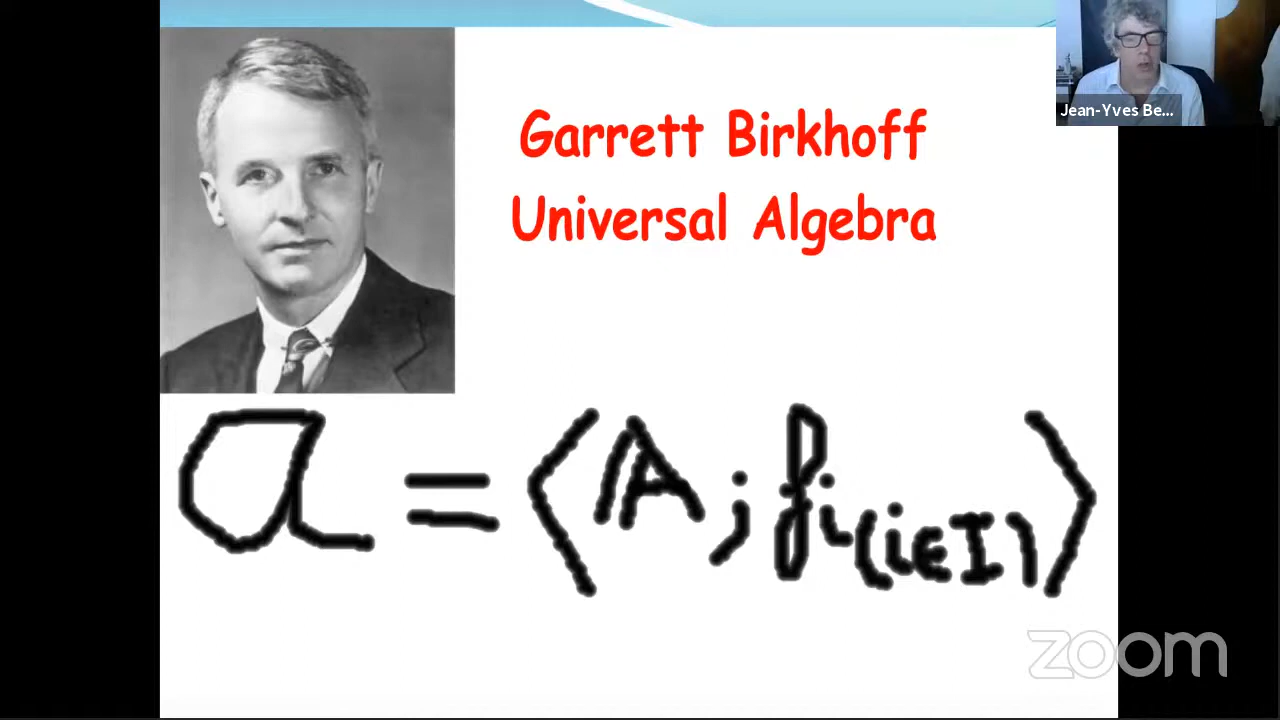 Jean-Yves Be...
Garrett Birkhoff
Universal Algebra
a = ⟨A; fi(i∈I)⟩
zoom